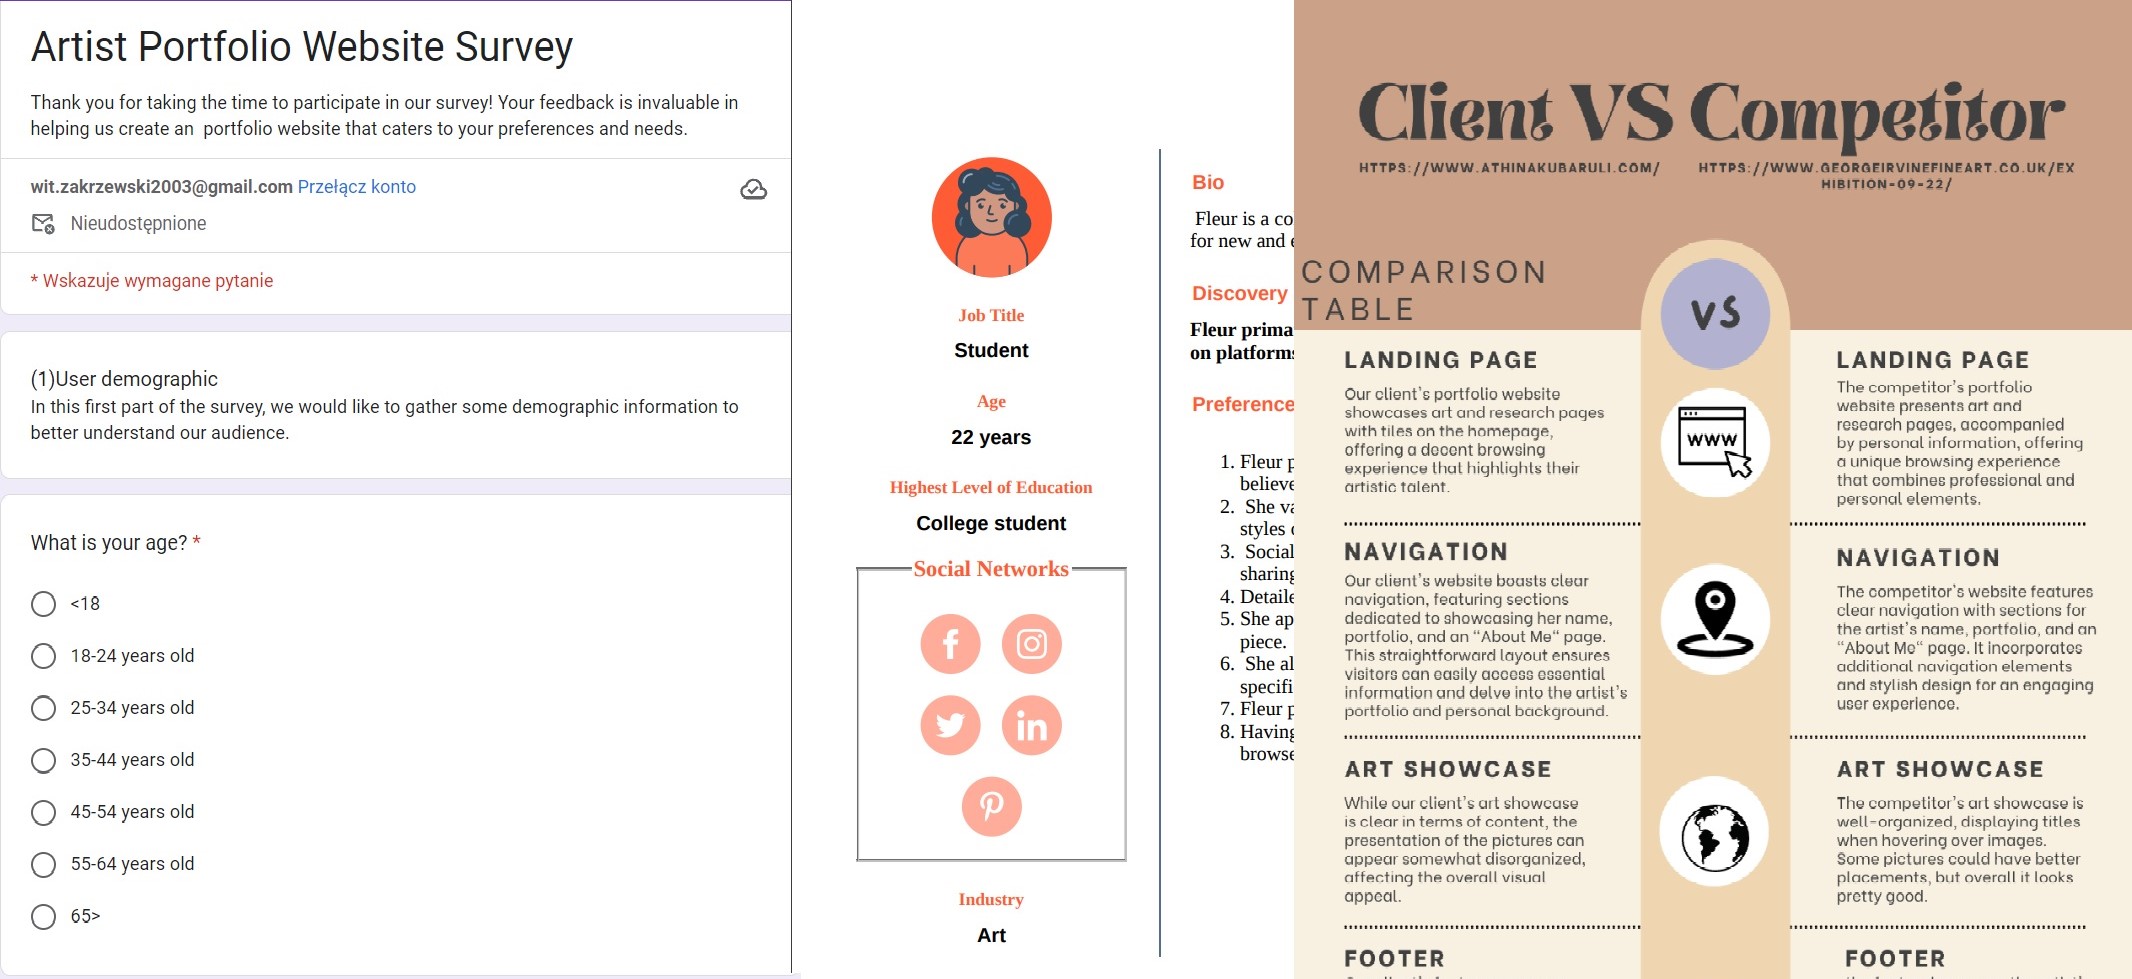 Artist Portfolio Website Survey
Thank you for taking the time to participate in our survey! Your feedback is invaluable in
helping us create an  portfolio website that caters to your preferences and needs.
wit.zakrzewski2003@gmail.com Przełącz konto
Nieudostępnione
* Wskazuje wymagane pytanie
(1)User demographic
In this first part of the survey, we would like to gather some demographic information to
better understand our audience.
What is your age? *
<18
18-24 years old
25-34 years old
35-44 years old
45-54 years old
55-64 years old
65>
Job Title
Student
Age
22 years
Highest Level of Education
College student
Social Networks
Industry
Art
Bio
Fleur is a co
for new and e
Discovery
Fleur prima
on platforms
Preference
1. Fleur p
believe
2. She va
styles o
3. Social
sharing
4. Detaile
5. She ap
piece.
6. She al
specifi
7. Fleur p
8. Having
browse
Client VS Competitor
HTTPS://WWW.ATHINAKUBARULI.COM/
HTTPS://WWW.GEORGEIRVINEFINEART.CO.UK/EX
HIBITION-09-22/
COMPARISON
TABLE
VS
LANDING PAGE
Our client's portfolio website
showcases art and research pages
with tiles on the homepage,
offering a decent browsing
experience that highlights their
artistic talent.
WWW
LANDING PAGE
The competitor's portfolio
website presents art and
research pages, accompanied
by personal information, offering
a unique browsing experience
that combines professional and
personal elements.
NAVIGATION
Our client's website boasts clear
navigation, featuring sections
dedicated to showcasing her name,
portfolio, and an "About Me" page.
This straightforward layout ensures
visitors can easily access essential
information and delve into the artist's
portfolio and personal background.
NAVIGATION
The competitor's website features
clear navigation with sections for
the artist's name, portfolio, and an
"About Me" page. It incorporates
additional navigation elements
and stylish design for an engaging
user experience.
ART SHOWCASE
While our client's art showcase
is clear in terms of content, the
presentation of the pictures can
appear somewhat disorganized,
affecting the overall visual
appeal.
ART SHOWCASE
The competitor's art showcase is
well-organized, displaying titles
when hovering over images.
Some pictures could have better
placements, but overall it looks
pretty good.
FOOTER
FOOTER